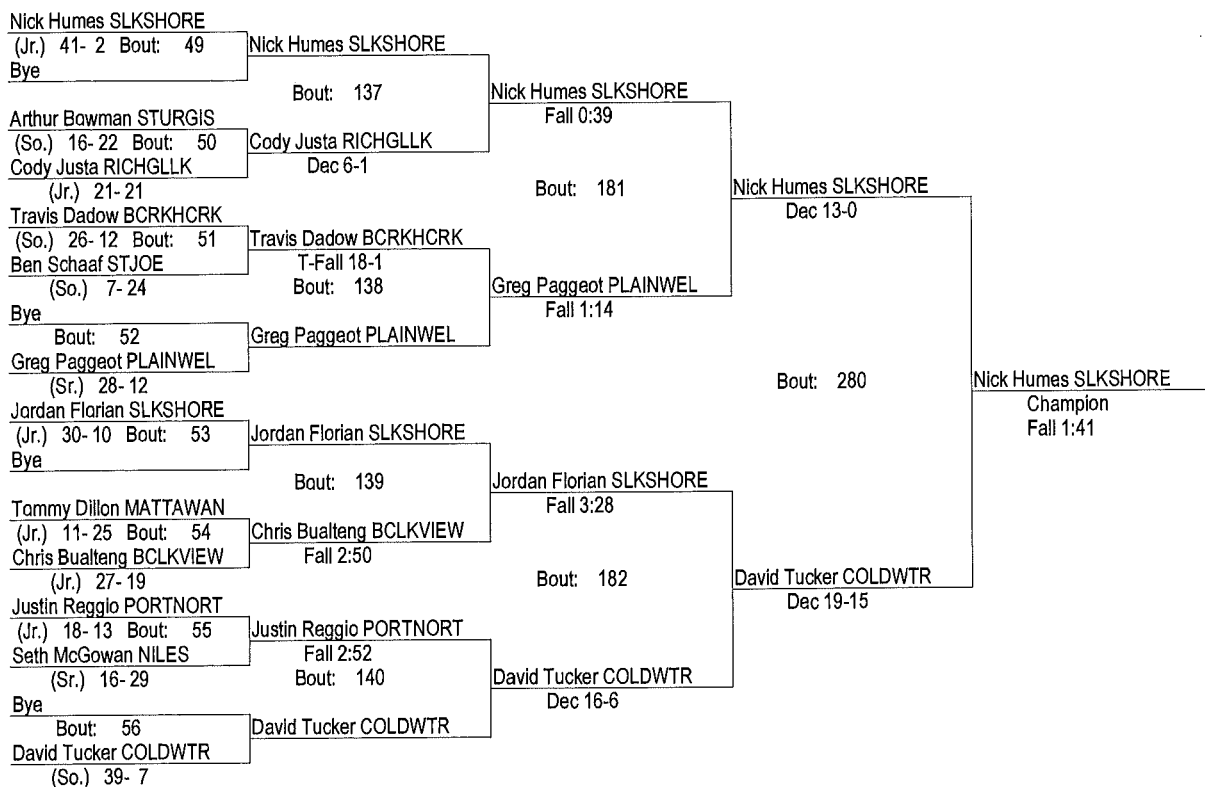 Nick Humes SLKSHORE
(Jr.) 41- 2 Bout: 49
Bye
Nick Humes SLKSHORE
Bout: 137
Arthur Bowman STURGIS
(So.) 16- 22 Bout: 50
Cody Justa RICHGLLK
(Jr.) 21- 21
Cody Justa RICHGLLK
Dec 6-1
Nick Humes SLKSHORE
Fall 0:39
Bout: 181
Travis Dadow BCRKHCRK
(So.) 26- 12 Bout: 51
Ben Schaaf STJOE
(So.) 7- 24
Travis Dadow BCRKHCRK
T-Fall 18-1
Bout: 138
Bye
Bout: 52
Greg Paggeot PLAINWEL
(Sr.) 28- 12
Greg Paggeot PLAINWEL
Greg Paggeot PLAINWEL
Fall 1:14
Nick Humes SLKSHORE
Dec 13-0
Bout: 280
Nick Humes SLKSHORE
Champion
Fall 1:41
Jordan Florian SLKSHORE
(Jr.) 30- 10 Bout: 53
Bye
Jordan Florian SLKSHORE
Bout: 139
Tommy Dillon MATTAWAN
(Jr.) 11- 25 Bout: 54
Chris Bualteng BCLKVIEW
(Jr.) 27- 19
Chris Bualteng BCLKVIEW
Fall 2:50
Jordan Florian SLKSHORE
Fall 3:28
Bout: 182
Justin Reggio PORTNORT
(Jr.) 18- 13 Bout: 55
Seth McGowan NILES
(Sr.) 16- 29
Justin Reggio PORTNORT
Fall 2:52
Bout: 140
Bye
Bout: 56
David Tucker COLDWTR
(So.) 39- 7
David Tucker COLDWTR
David Tucker COLDWTR
Dec 16-6
David Tucker COLDWTR
Dec 19-15